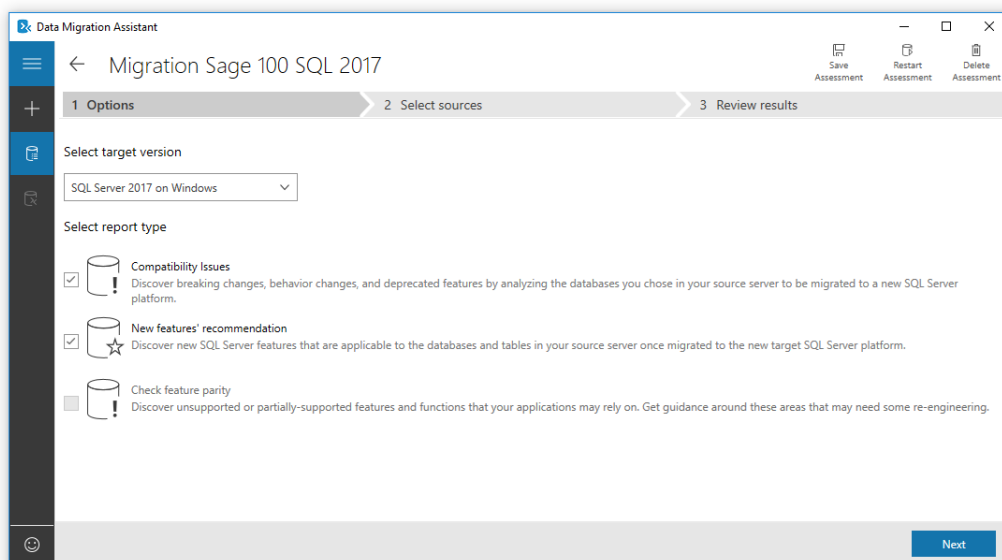 Data Migration Assistant
Migration Sage 100 SQL 2017
Save
Assessment
Restart
Assessment
Delete
Assessment
1 Options
2 Select sources
3 Review results
Select target version
SQL Server 2017 on Windows
Select report type
Compatibility Issues
Discover breaking changes, behavior changes, and deprecated features by analyzing the databases you chose in your source server to be migrated to a new SQL Server
platform.
New features' recommendation
Discover new SQL Server features that are applicable to the databases and tables in your source server once migrated to the new target SQL Server platform.
Check feature parity
Discover unsupported or partially-supported features and functions that your applications may rely on. Get guidance around these areas that may need some re-engineering.
Next